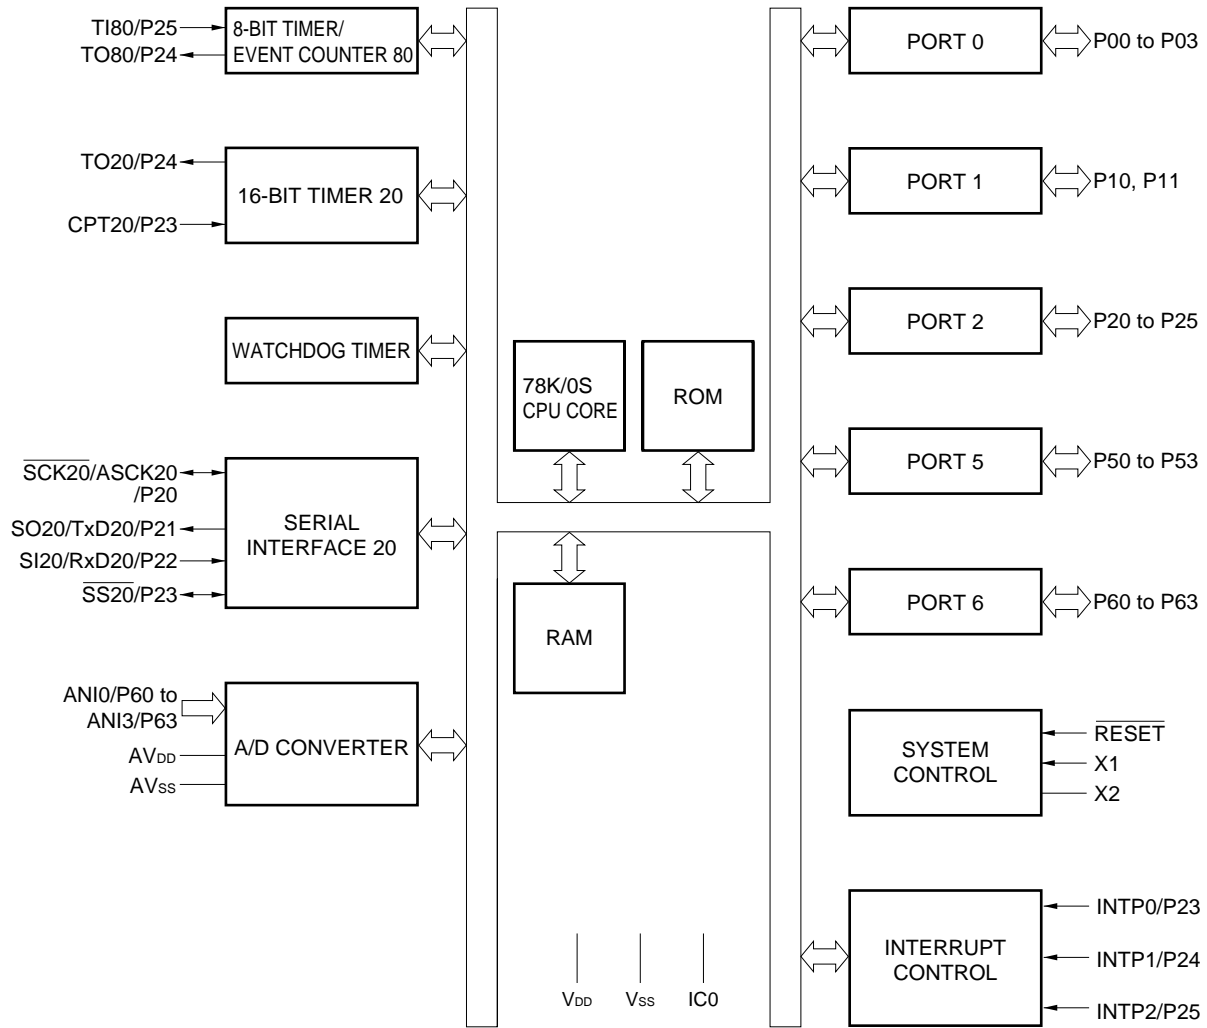 TI80/P25
TO80/P24
8-BIT TIMER/
EVENT COUNTER 80
TO20/P24
CPT20/P23
16-BIT TIMER 20
WATCHDOG TIMER
SCK20/ASCK20
/P20
SO20/TxD20/P21
SI20/RxD20/P22
SS20/P23
SERIAL
INTERFACE 20
ANI0/P60 to
ANI3/P63
AVDD
AVSS
A/D CONVERTER
78K/0S
CPU CORE
ROM
RAM
VDD
VSS
IC0
PORT 0
P00 to P03
PORT 1
P10, P11
PORT 2
P20 to P25
PORT 5
P50 to P53
PORT 6
P60 to P63
SYSTEM
CONTROL
RESET
X1
X2
INTERRUPT
CONTROL
INTP0/P23
INTP1/P24
INTP2/P25